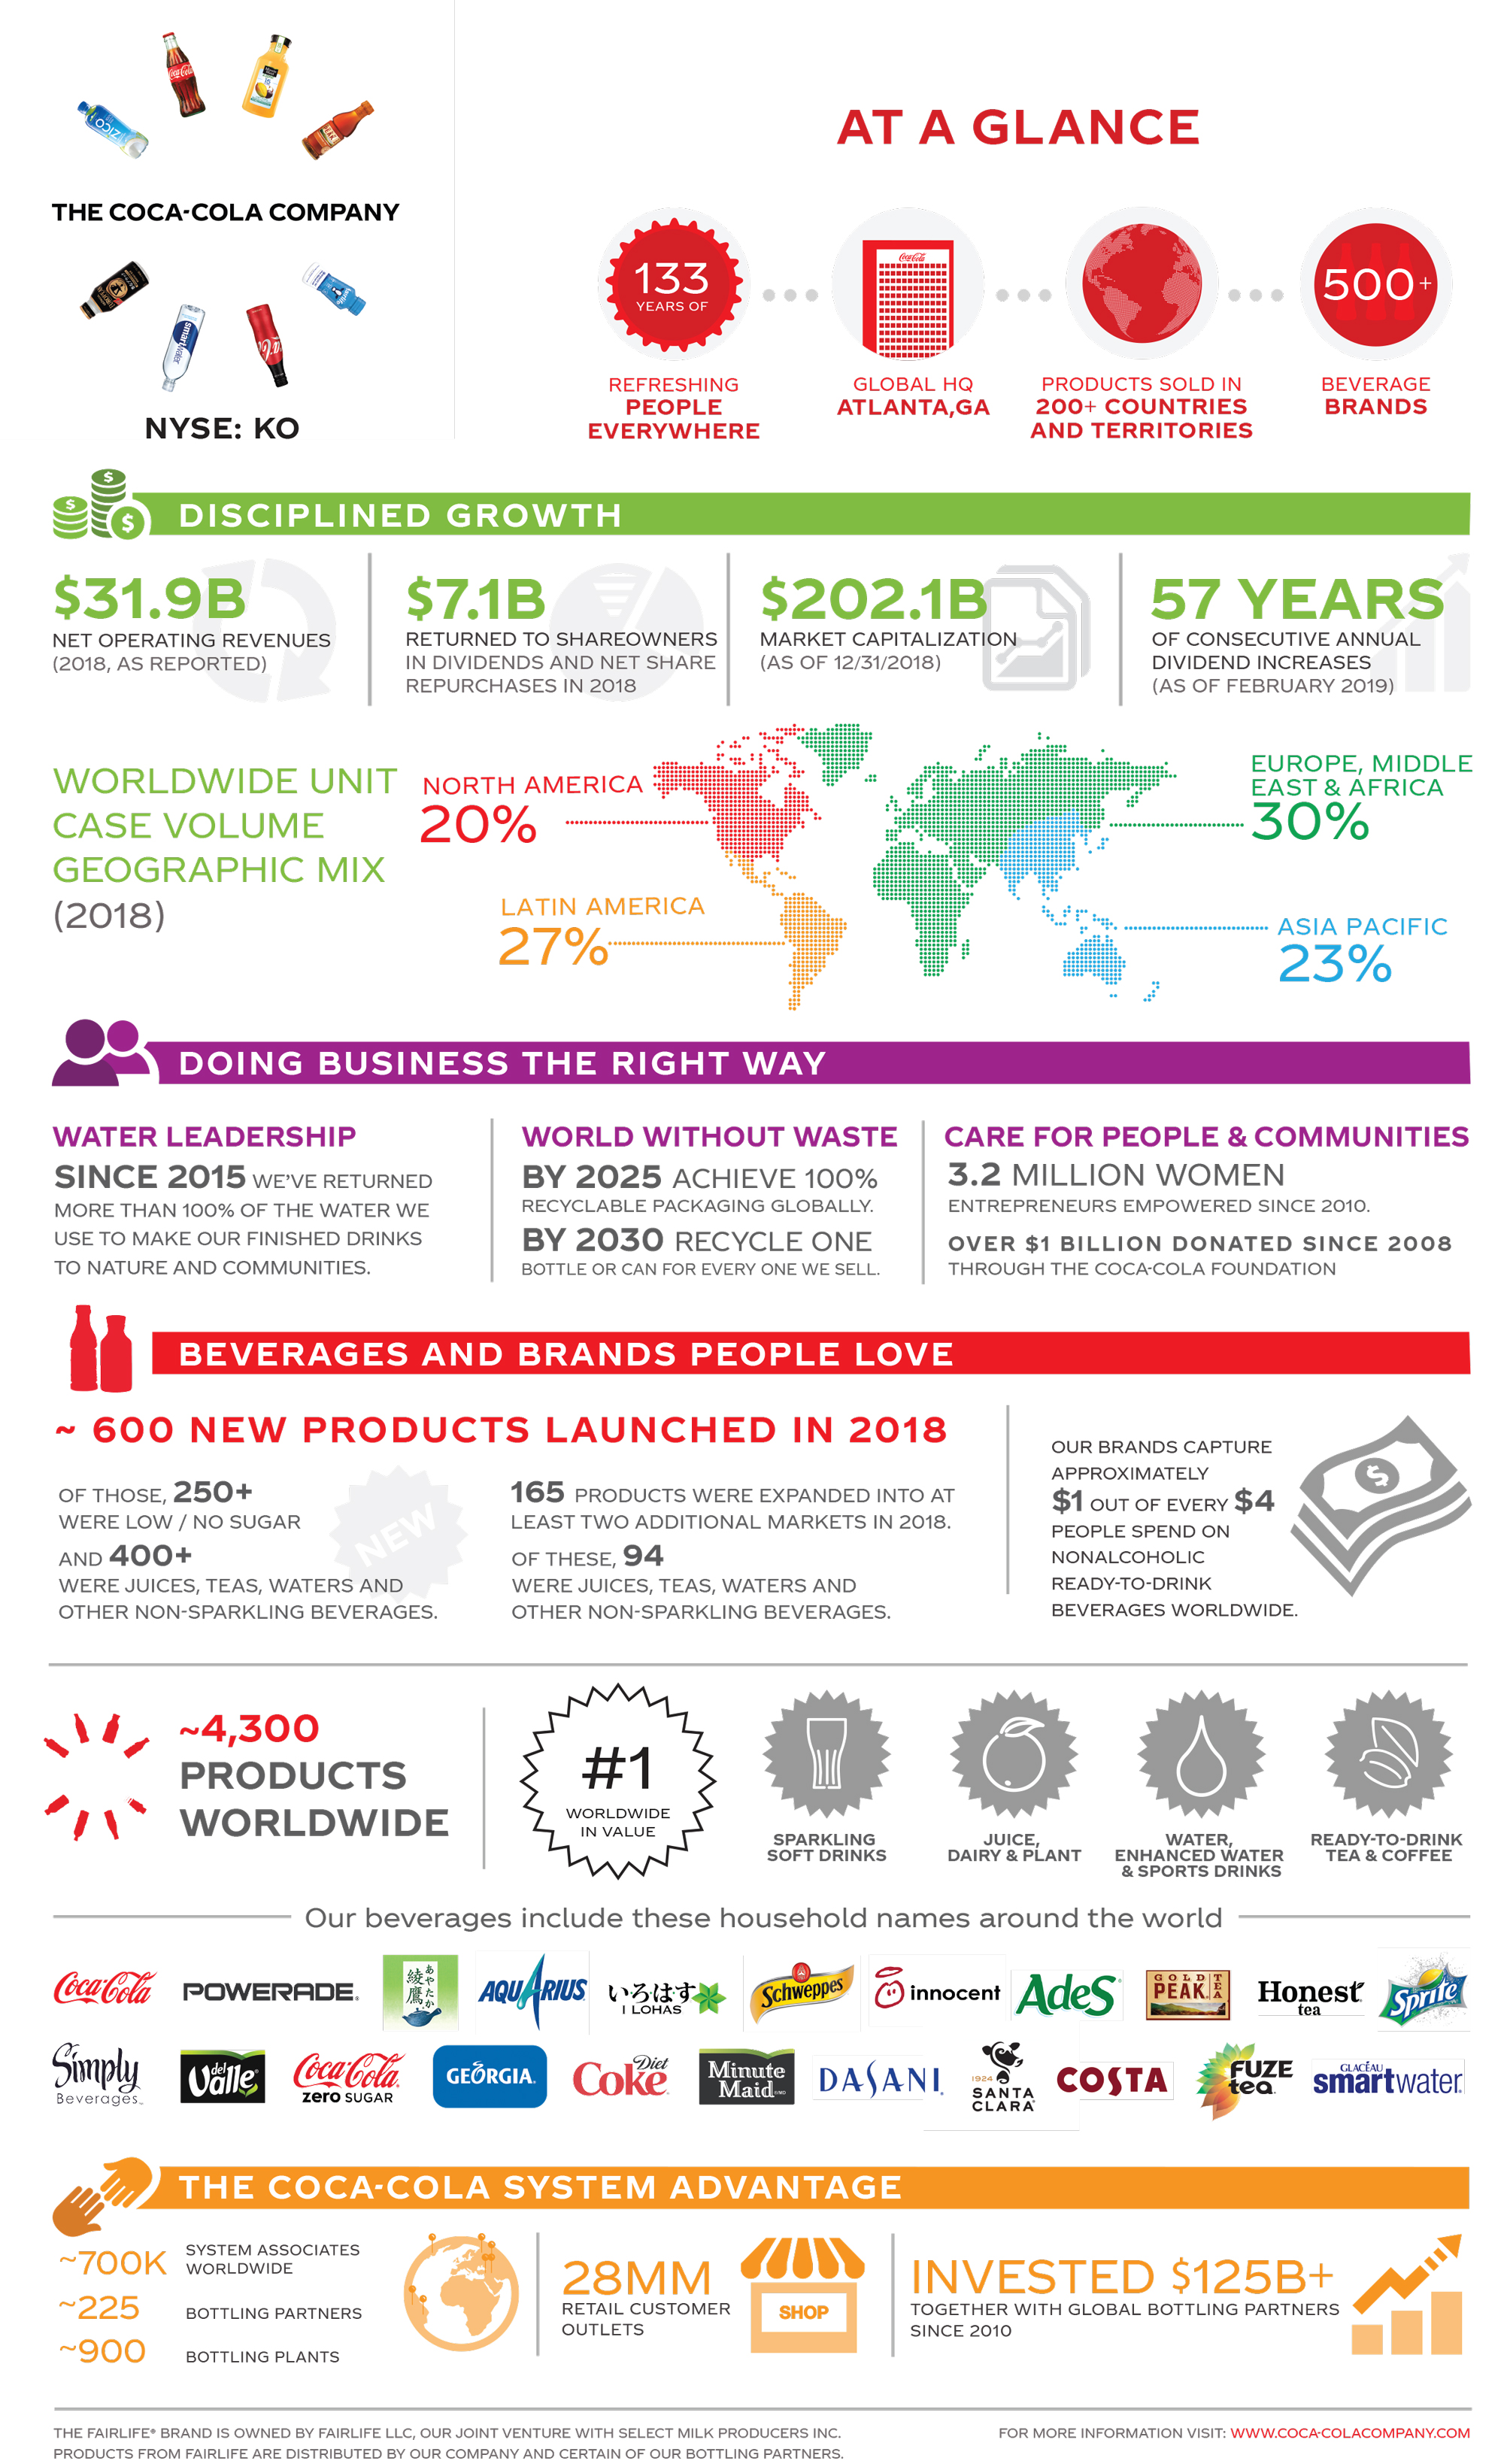 THE COCA-COLA COMPANY
NYSE: KO
AT A GLANCE
133
YEARS OF
REFRESHING
PEOPLE
EVERYWHERE
Coca-Cola
GLOBAL HQ
ATLANTA,GA
PRODUCTS SOLD IN
200+ COUNTRIES
AND TERRITORIES
500+
BEVERAGE
BRANDS
DISCIPLINED GROWTH
$31.9B
NET OPERATING REVENUES
(2018, AS REPORTED)
$7.1B
RETURNED TO SHAREOWNERS
IN DIVIDENDS AND NET SHARE
REPURCHASES IN 2018
$202.1B
MARKET CAPITALIZATION
(AS OF 12/31/2018)
57 YEARS
OF CONSECUTIVE ANNUAL
DIVIDEND INCREASES
(AS OF FEBRUARY 2019)
WORLDWIDE UNIT
CASE VOLUME
GEOGRAPHIC MIX
(2018)
NORTH AMERICA
20%
LATIN AMERICA
27%
EUROPE, MIDDLE
EAST & AFRICA
30%
ASIA PACIFIC
23%
DOING BUSINESS THE RIGHT WAY
WATER LEADERSHIP
SINCE 2015 WE'VE RETURNED
MORE THAN 100% OF THE WATER WE
USE TO MAKE OUR FINISHED DRINKS
TO NATURE AND COMMUNITIES.
WORLD WITHOUT WASTE
BY 2025 ACHIEVE 100%
RECYCLABLE PACKAGING GLOBALLY.
BY 2030 RECYCLE ONE
BOTTLE OR CAN FOR EVERY ONE WE SELL.
CARE FOR PEOPLE & COMMUNITIES
3.2 MILLION WOMEN
ENTREPRENEURS EMPOWERED SINCE 2010.
OVER $1 BILLION DONATED SINCE 2008
THROUGH THE COCA-COLA FOUNDATION
BEVERAGES AND BRANDS PEOPLE LOVE
~ 600 NEW PRODUCTS LAUNCHED IN 2018
OF THOSE, 250+
WERE LOW / NO SUGAR
AND 400+
WERE JUICES, TEAS, WATERS AND
OTHER NON-SPARKLING BEVERAGES.
NEW
165 PRODUCTS WERE EXPANDED INTO AT
LEAST TWO ADDITIONAL MARKETS IN 2018.
OF THESE, 94
WERE JUICES, TEAS, WATERS AND
OTHER NON-SPARKLING BEVERAGES.
OUR BRANDS CAPTURE
APPROXIMATELY
$1 OUT OF EVERY $4
PEOPLE SPEND ON
NONALCOHOLIC
READY-TO-DRINK
BEVERAGES WORLDWIDE.
~4,300
PRODUCTS
WORLDWIDE
#1
WORLDWIDE
IN VALUE
SPARKLING
SOFT DRINKS
JUICE,
DAIRY & PLANT
WATER,
ENHANCED WATER
& SPORTS DRINKS
READY-TO-DRINK
TEA & COFFEE
Our beverages include these household names around the world
Coca-Cola
POWERADE
綾鷹
あやたか
AQUARIUS
いろはす
I LOHAS
Schweppes
innocent
AdeS
GOLD PEAK TEA
Honest tea
Sprite
Simply
Beverages
del Valle
Coca-Cola
zero SUGAR
GEORGIA
Diet Coke
Minute Maid
DASANI
1924
SANTA
CLARA
COSTA
FUZE tea
GLACÉAU
smartwater
THE COCA-COLA SYSTEM ADVANTAGE
~700K SYSTEM ASSOCIATES
WORLDWIDE
~225 BOTTLING PARTNERS
~900 BOTTLING PLANTS
28MM
RETAIL CUSTOMER
OUTLETS
SHOP
INVESTED $125B+
TOGETHER WITH GLOBAL BOTTLING PARTNERS
SINCE 2010
THE FAIRLIFE® BRAND IS OWNED BY FAIRLIFE LLC, OUR JOINT VENTURE WITH SELECT MILK PRODUCERS INC.
PRODUCTS FROM FAIRLIFE ARE DISTRIBUTED BY OUR COMPANY AND CERTAIN OF OUR BOTTLING PARTNERS.
FOR MORE INFORMATION VISIT: WWW.COCA-COLACOMPANY.COM